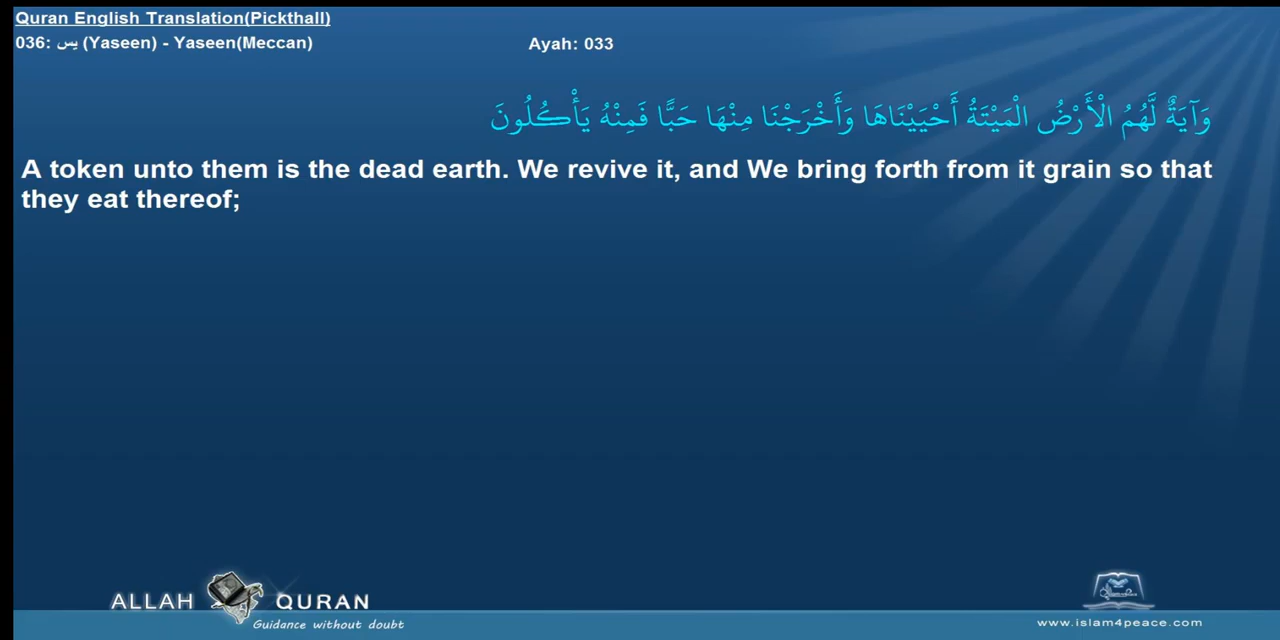 Quran English Translation(Pickthall)
036: يس (Yaseen) - Yaseen(Meccan) Ayah: 033
وَآيَةٌ لَّهُمُ الْأَرْضُ الْمَيْتَةُ أَحْيَيْنَاهَا وَأَخْرَجْنَا مِنْهَا حَبًّا فَمِنْهُ يَأْكُلُونَ
A token unto them is the dead earth. We revive it, and We bring forth from it grain so that
they eat thereof;
ALLAH QURAN
Guidance without doubt
www.islam4peace.com